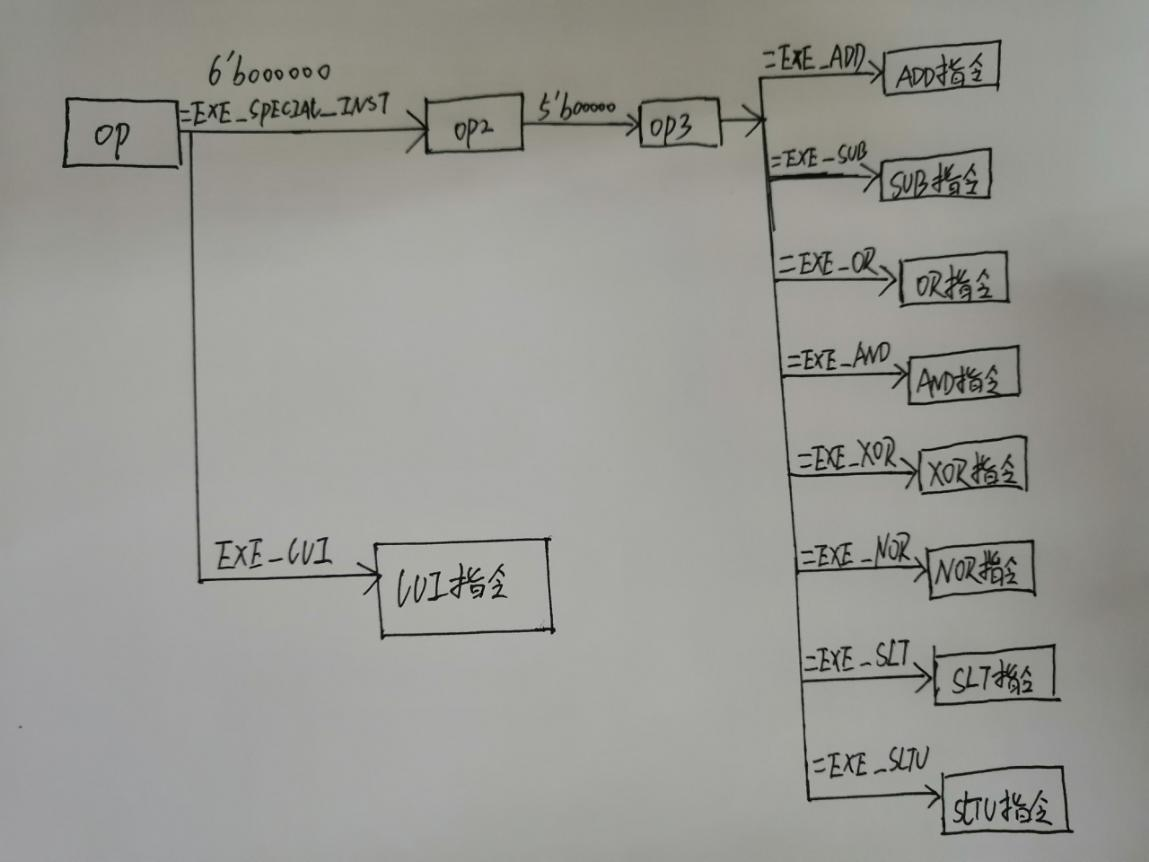 6'b000000
=EXE_SPECIAL_INST
OP
OP2
5'b00000
OP3
=EXE_ADD
ADD指令
=EXE_SUB
SUB指令
=EXE_OR
OR指令
=EXE_AND
AND指令
=EXE_XOR
XOR指令
=EXE_NOR
NOR指令
EXE_LUI
LUI指令
=EXE_SLT
SLT指令
=EXE_SLTU
SLTU指令